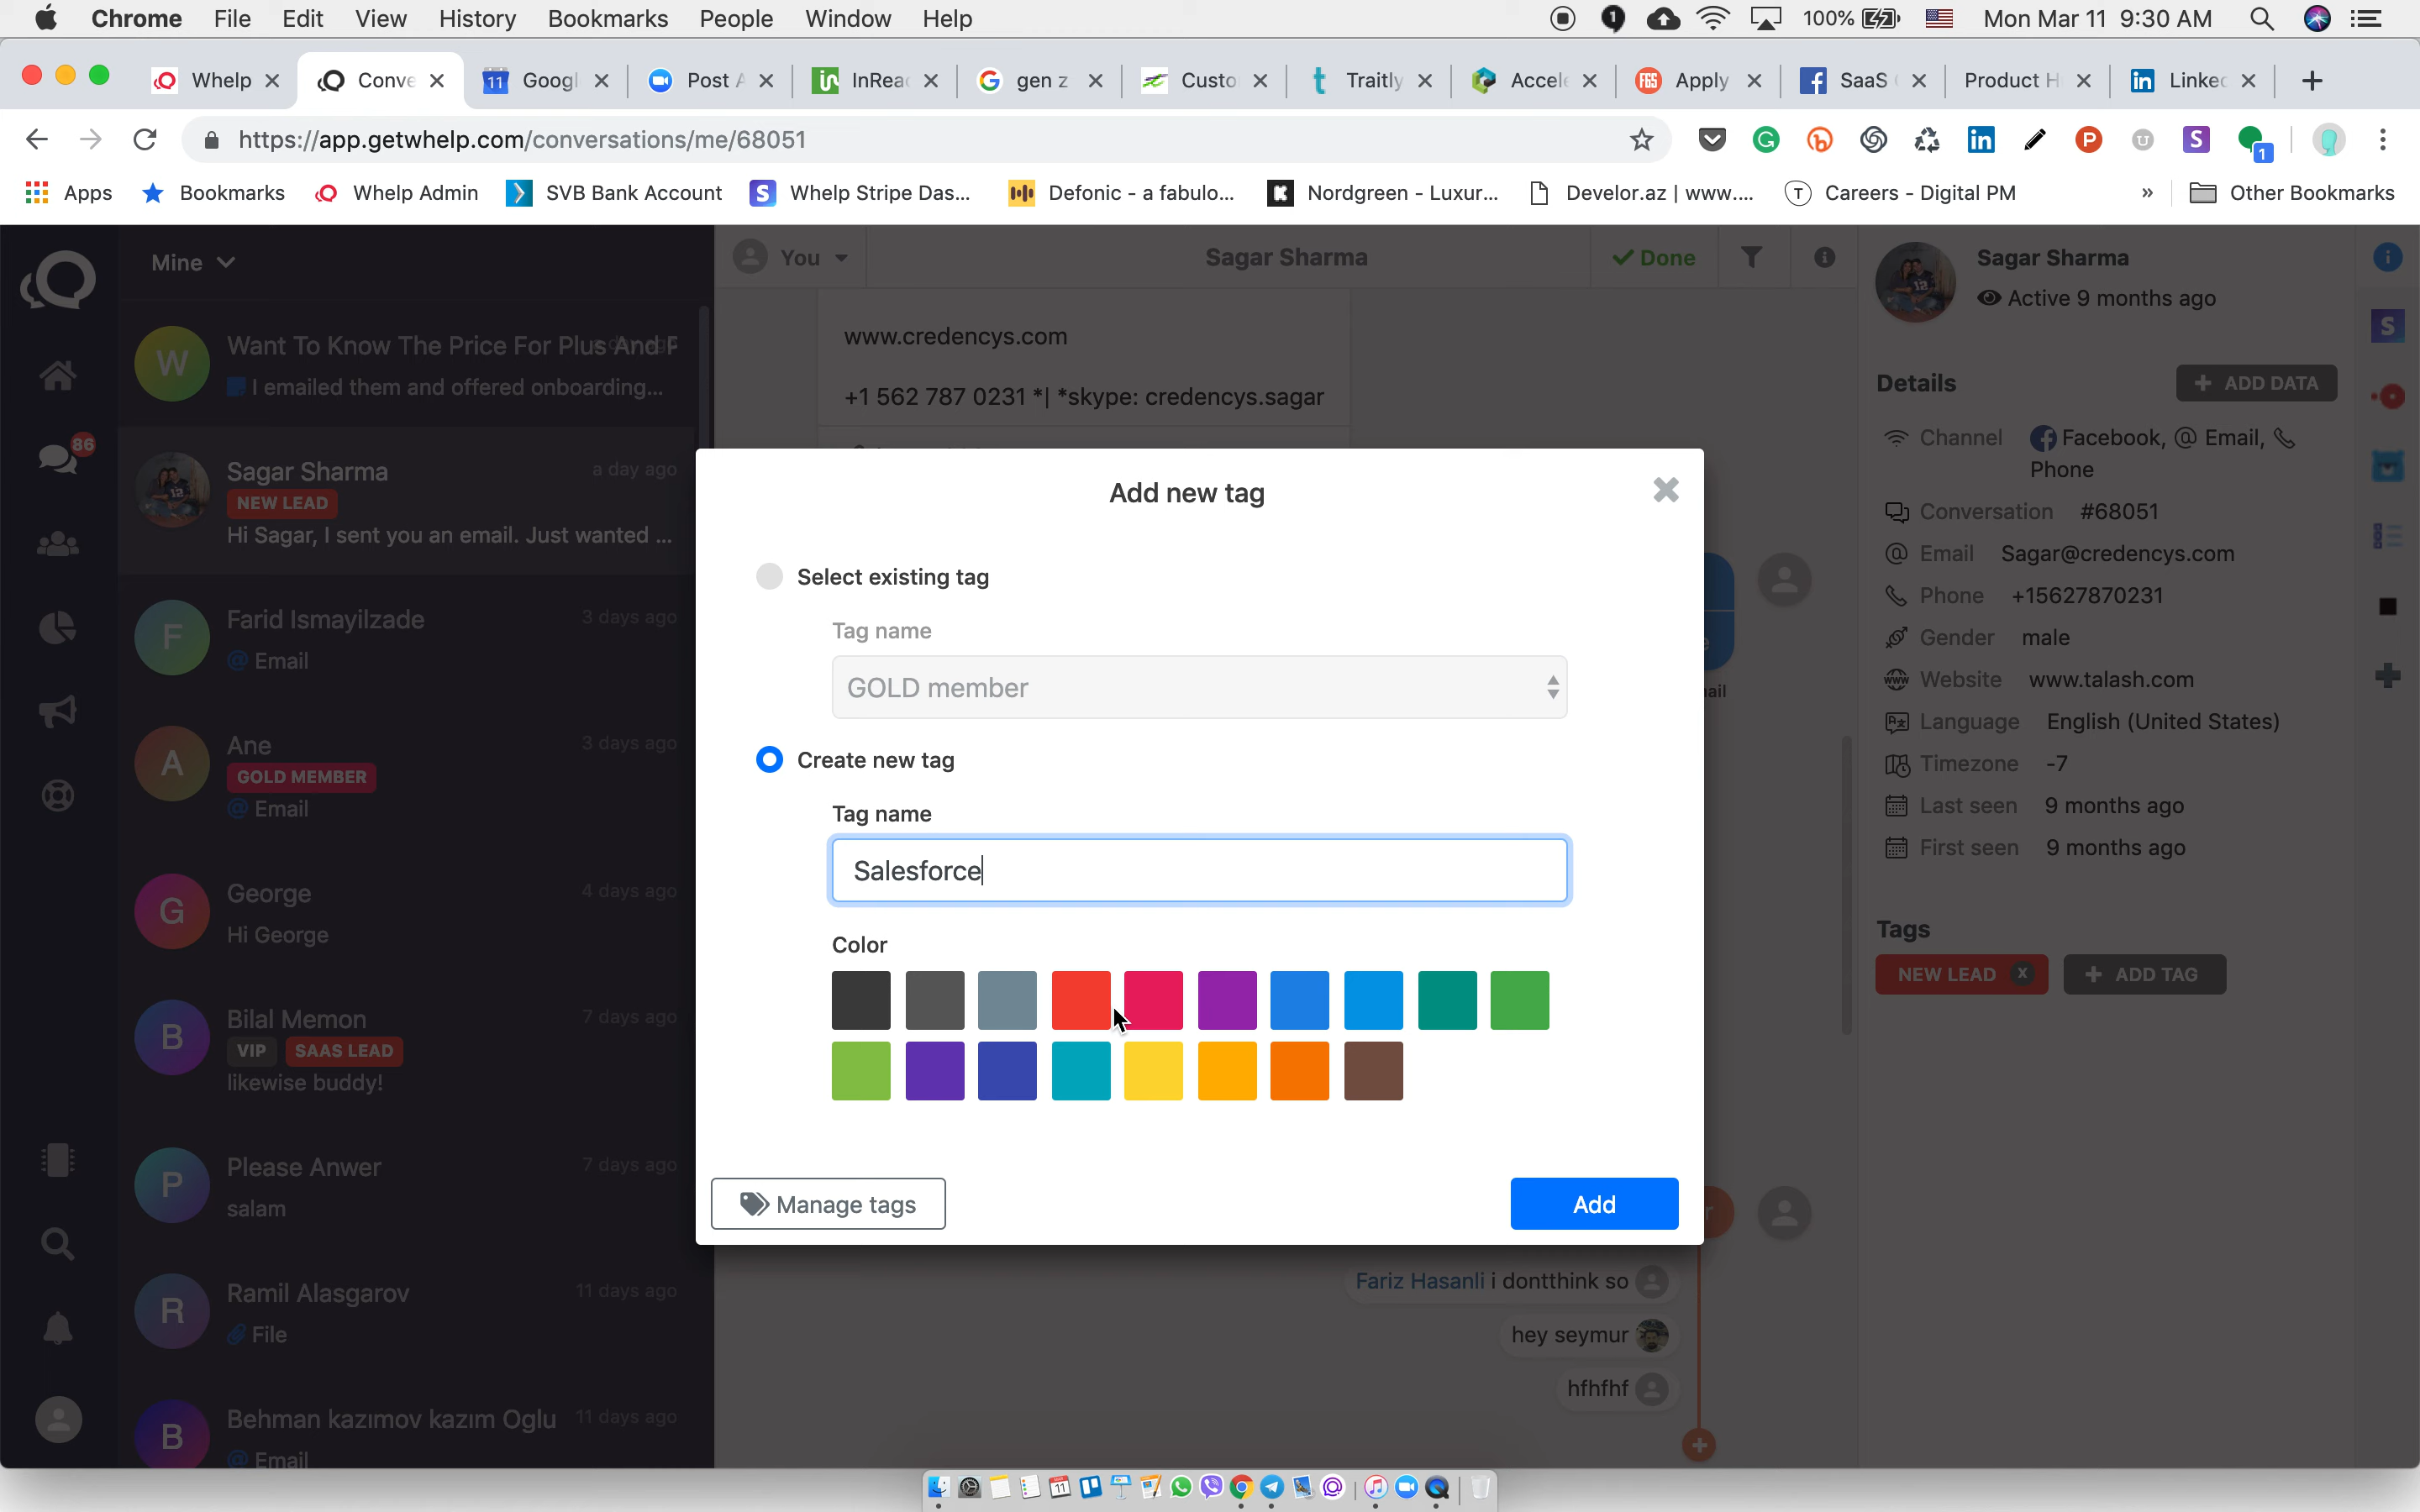 Chrome File Edit View History Bookmarks People Window Help 1 100% Mon Mar 11 9:30 AM
Whelp Conve 11 Googl Post A InRea gen z Custo Traitly Accele FGS Apply SaaS Product H Linked
https://app.getwhelp.com/conversations/me/68051 1
Apps Bookmarks Whelp Admin SVB Bank Account Whelp Stripe Das... Defonic - a fabulo... Nordgreen - Luxur... Develor.az | www.... Careers - Digital PM » Other Bookmarks
Mine
W Want To Know The Price For Plus And
I emailed them and offered onboarding...
86
Sagar Sharma a day ago
NEW LEAD
Hi Sagar, I sent you an email. Just wanted ...
F Farid Ismayilzade 3 days ago
@ Email
A Ane 3 days ago
GOLD MEMBER
@ Email
G George 4 days ago
Hi George
B Bilal Memon 7 days ago
VIP SAAS LEAD
likewise buddy!
P Please Anwer 7 days ago
salam
R Ramil Alasgarov 11 days ago
File
B Behman kazımov kazım Oglu 11 days ago
@ Email
You Sagar Sharma Done
www.credencys.com
+1 562 787 0231 *| *skype: credencys.sagar
Add new tag
Select existing tag
Tag name
GOLD member
Create new tag
Tag name
Salesforce
Color
Manage tags Add
Fariz Hasanli i dontthink so
hey seymur
hfhfhf
Sagar Sharma
Active 9 months ago
Details + ADD DATA
Channel Facebook, @ Email,
Phone
Conversation #68051
Email Sagar@credencys.com
Phone +15627870231
Gender male
Website www.talash.com
Language English (United States)
Timezone -7
Last seen 9 months ago
First seen 9 months ago
Tags
NEW LEAD x + ADD TAG